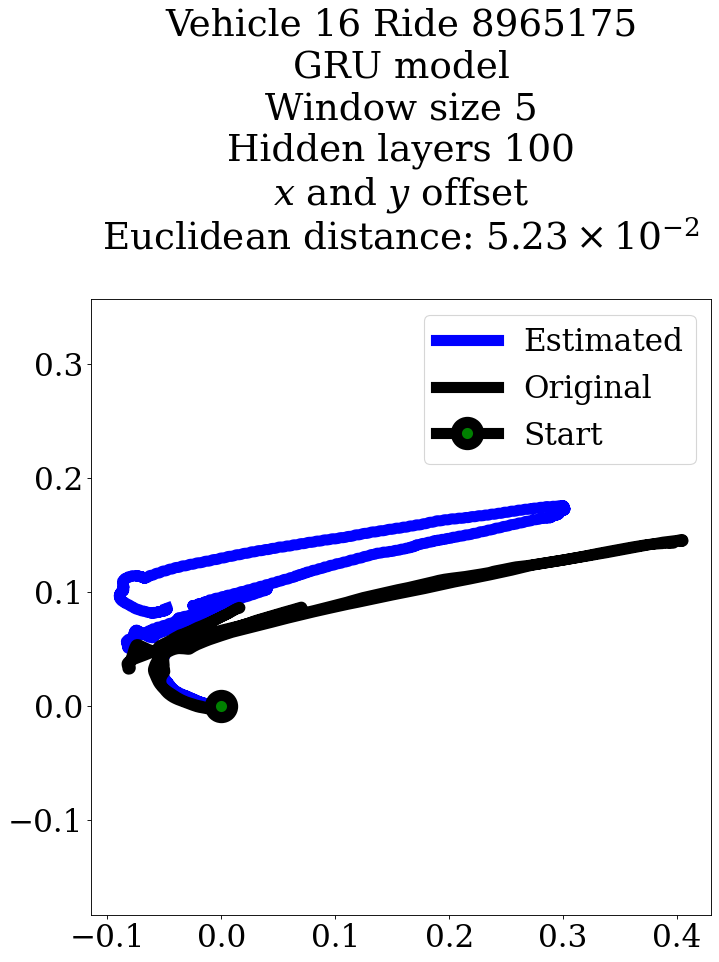 Vehicle 16 Ride 8965175
GRU model
Window size 5
Hidden layers 100
x and y offset
Euclidean distance: 5.23 × 10⁻²
Estimated
Original
Start
0.3
0.2
0.1
0.0
−0.1
−0.1 0.0 0.1 0.2 0.3 0.4